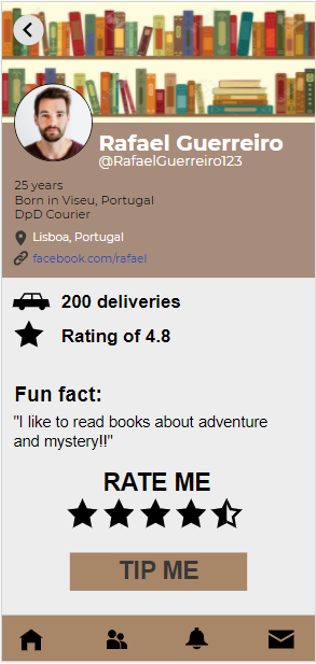 Rafael Guerreiro
@RafaelGuerreiro123
25 years
Born in Viseu, Portugal
DpD Courier
Lisboa, Portugal
facebook.com/rafael
200 deliveries
Rating of 4.8
Fun fact:
"I like to read books about adventure
and mystery!!"
RATE ME
TIP ME